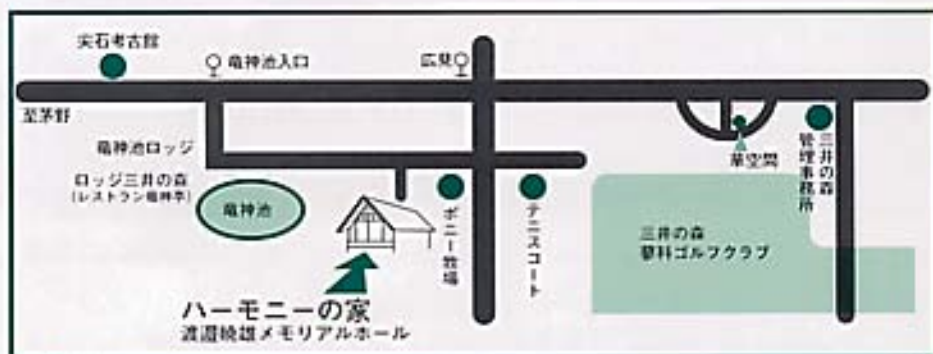 尖石考古館
竜神池入口
広見
至茅野
竜神池ロッジ
ロッジ三井の森
(レストラン竜神亭)
竜神池
ポニー牧場
テニスコート
草空間
三井の森
管理事務所
三井の森
蓼科ゴルフクラブ
ハーモニーの家
渡邉曉雄メモリアルホール